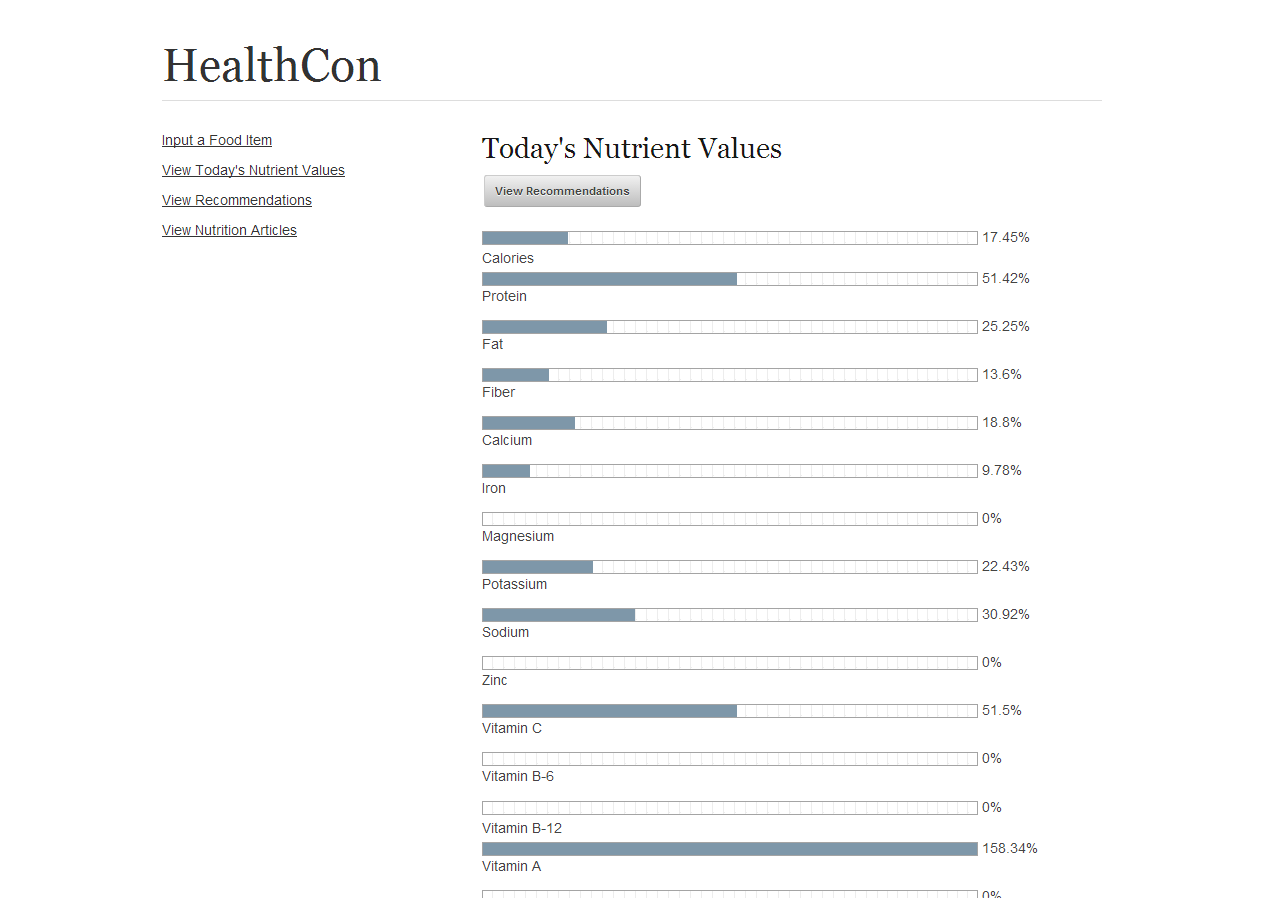 HealthCon
Input a Food Item
View Today's Nutrient Values
View Recommendations
View Nutrition Articles
Today's Nutrient Values
View Recommendations
17.45%
Calories
51.42%
Protein
25.25%
Fat
13.6%
Fiber
18.8%
Calcium
9.78%
Iron
0%
Magnesium
22.43%
Potassium
30.92%
Sodium
0%
Zinc
51.5%
Vitamin C
0%
Vitamin B-6
0%
Vitamin B-12
158.34%
Vitamin A
0%